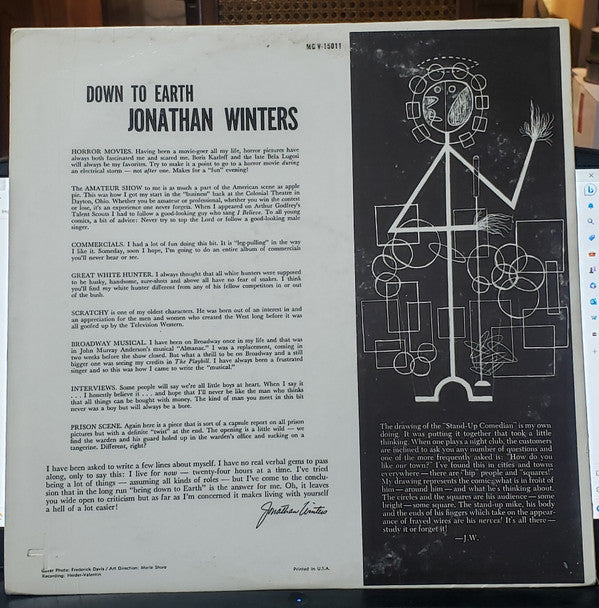 MG V-15011
DOWN TO EARTH
JONATHAN WINTERS
HORROR MOVIES. Having been a movie-goer all my life, horror pictures have
always both fascinated me and scared me. Boris Karloff and the late Bela Lugosi
will always be my favorites. Try to make it a point to go to a horror movie during
an electrical storm — not after one. Makes for a "fun" evening!
The AMATEUR SHOW to me is as much a part of the American scene as apple
pie. This was how I got my start in the "business" back at the Colonial Theatre in
Dayton, Ohio. Whether you be amateur or professional, whether you win the contest
or lose, it's an experience one never forgets. When I appeared on Arthur Godfrey's
Talent Scouts I had to follow a good-looking guy who sang I Believe. To all young
comics, a bit of advice: Never try to top the Lord or follow a good-looking male
singer.
COMMERCIALS. I had a lot of fun doing this bit. It is "leg-pulling" in the way
I like it. Someday, soon I hope, I'm going to do an entire album of commercials
you'll never hear or see.
GREAT WHITE HUNTER. I always thought that all white hunters were supposed
to be husky, handsome, sure-shots and above all have no fear of snakes. I think
you'll find my white hunter different from any of his fellow competitors in or out
of the bush.
SCRATCHY is one of my oldest characters. He was born out of an interest in and
an appreciation for the men and women who created the West long before it was
all goofed up by the Television Western.
BROADWAY MUSICAL. I have been on Broadway once in my life and that was
in John Murray Anderson's musical "Almanac." I was a replacement, coming in
two weeks before the show closed. But what a thrill to be on Broadway and a still
bigger one was seeing my credits in The Playbill. I have always been a frustrated
singer and so this was how I came to write the "musical."
INTERVIEWS. Some people will say we're all little boys at heart. When I say it
. . . I honestly believe it . . . and hope that I'll never be like the man who thinks
that all things can be bought with money. The kind of man you meet in this bit
never was a boy but will always be a bore.
PRISON SCENE. Again here is a piece that is sort of a capsule report on all prison
pictures but with a definite "twist" at the end. The opening is a little wild — we
find the warden and his guard holed up in the warden's office and sucking on a
tangerine. Different, right?
I have been asked to write a few lines about myself. I have no real verbal gems to pass
along, only to say this: I live for now — twenty-four hours at a time. I've tried
being a lot of things — assuming all kinds of roles — but I've come to the conclu-
sion that in the long run "being down to Earth" is the answer for me. Oh, it leaves
you wide open to criticism but as far as I'm concerned it makes living with yourself
a hell of a lot easier!
Jonathan Winters
Cover Photo: Frederick Davis / Art Direction: Merle Shore
Recording: Heider-Valentin
Printed in U.S.A.
The drawing of the "Stand-Up Comedian" is my own
doing. It was putting it together that took a little
thinking. When one plays a night club, the customers
are inclined to ask you any number of questions and
one of the more frequently asked is: "How do you
like our town?" I've found this in cities and towns
everywhere — there are "hip" people and "squares".
My drawing represents the comic, what is in front of
him — around him — and what he's thinking about.
The circles and the squares are his audience — some
bright — some square. The stand-up mike, his body
and the ends of his fingers which take on the appear-
ance of frayed wires are his nerves! It's all there —
study it or forget it!
—J.W.